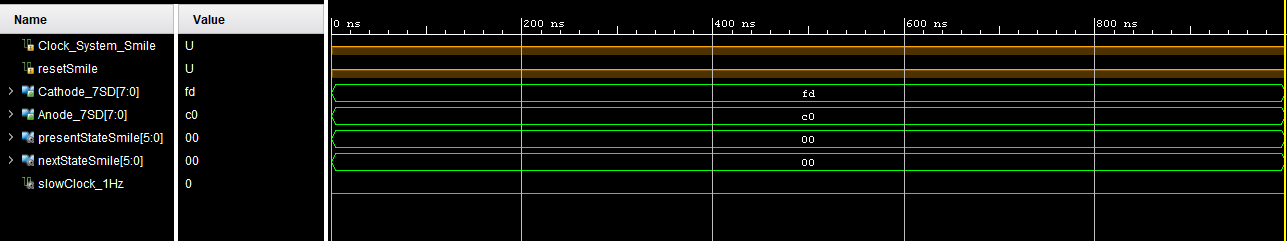 Name Value 0 ns 200 ns 400 ns 600 ns 800 ns
Clock_System_Smile U
resetSmile U
Cathode_7SD[7:0] fd fd
Anode_7SD[7:0] c0 c0
presentStateSmile[5:0] 00 00
nextStateSmile[5:0] 00 00
slowClock_1Hz 0